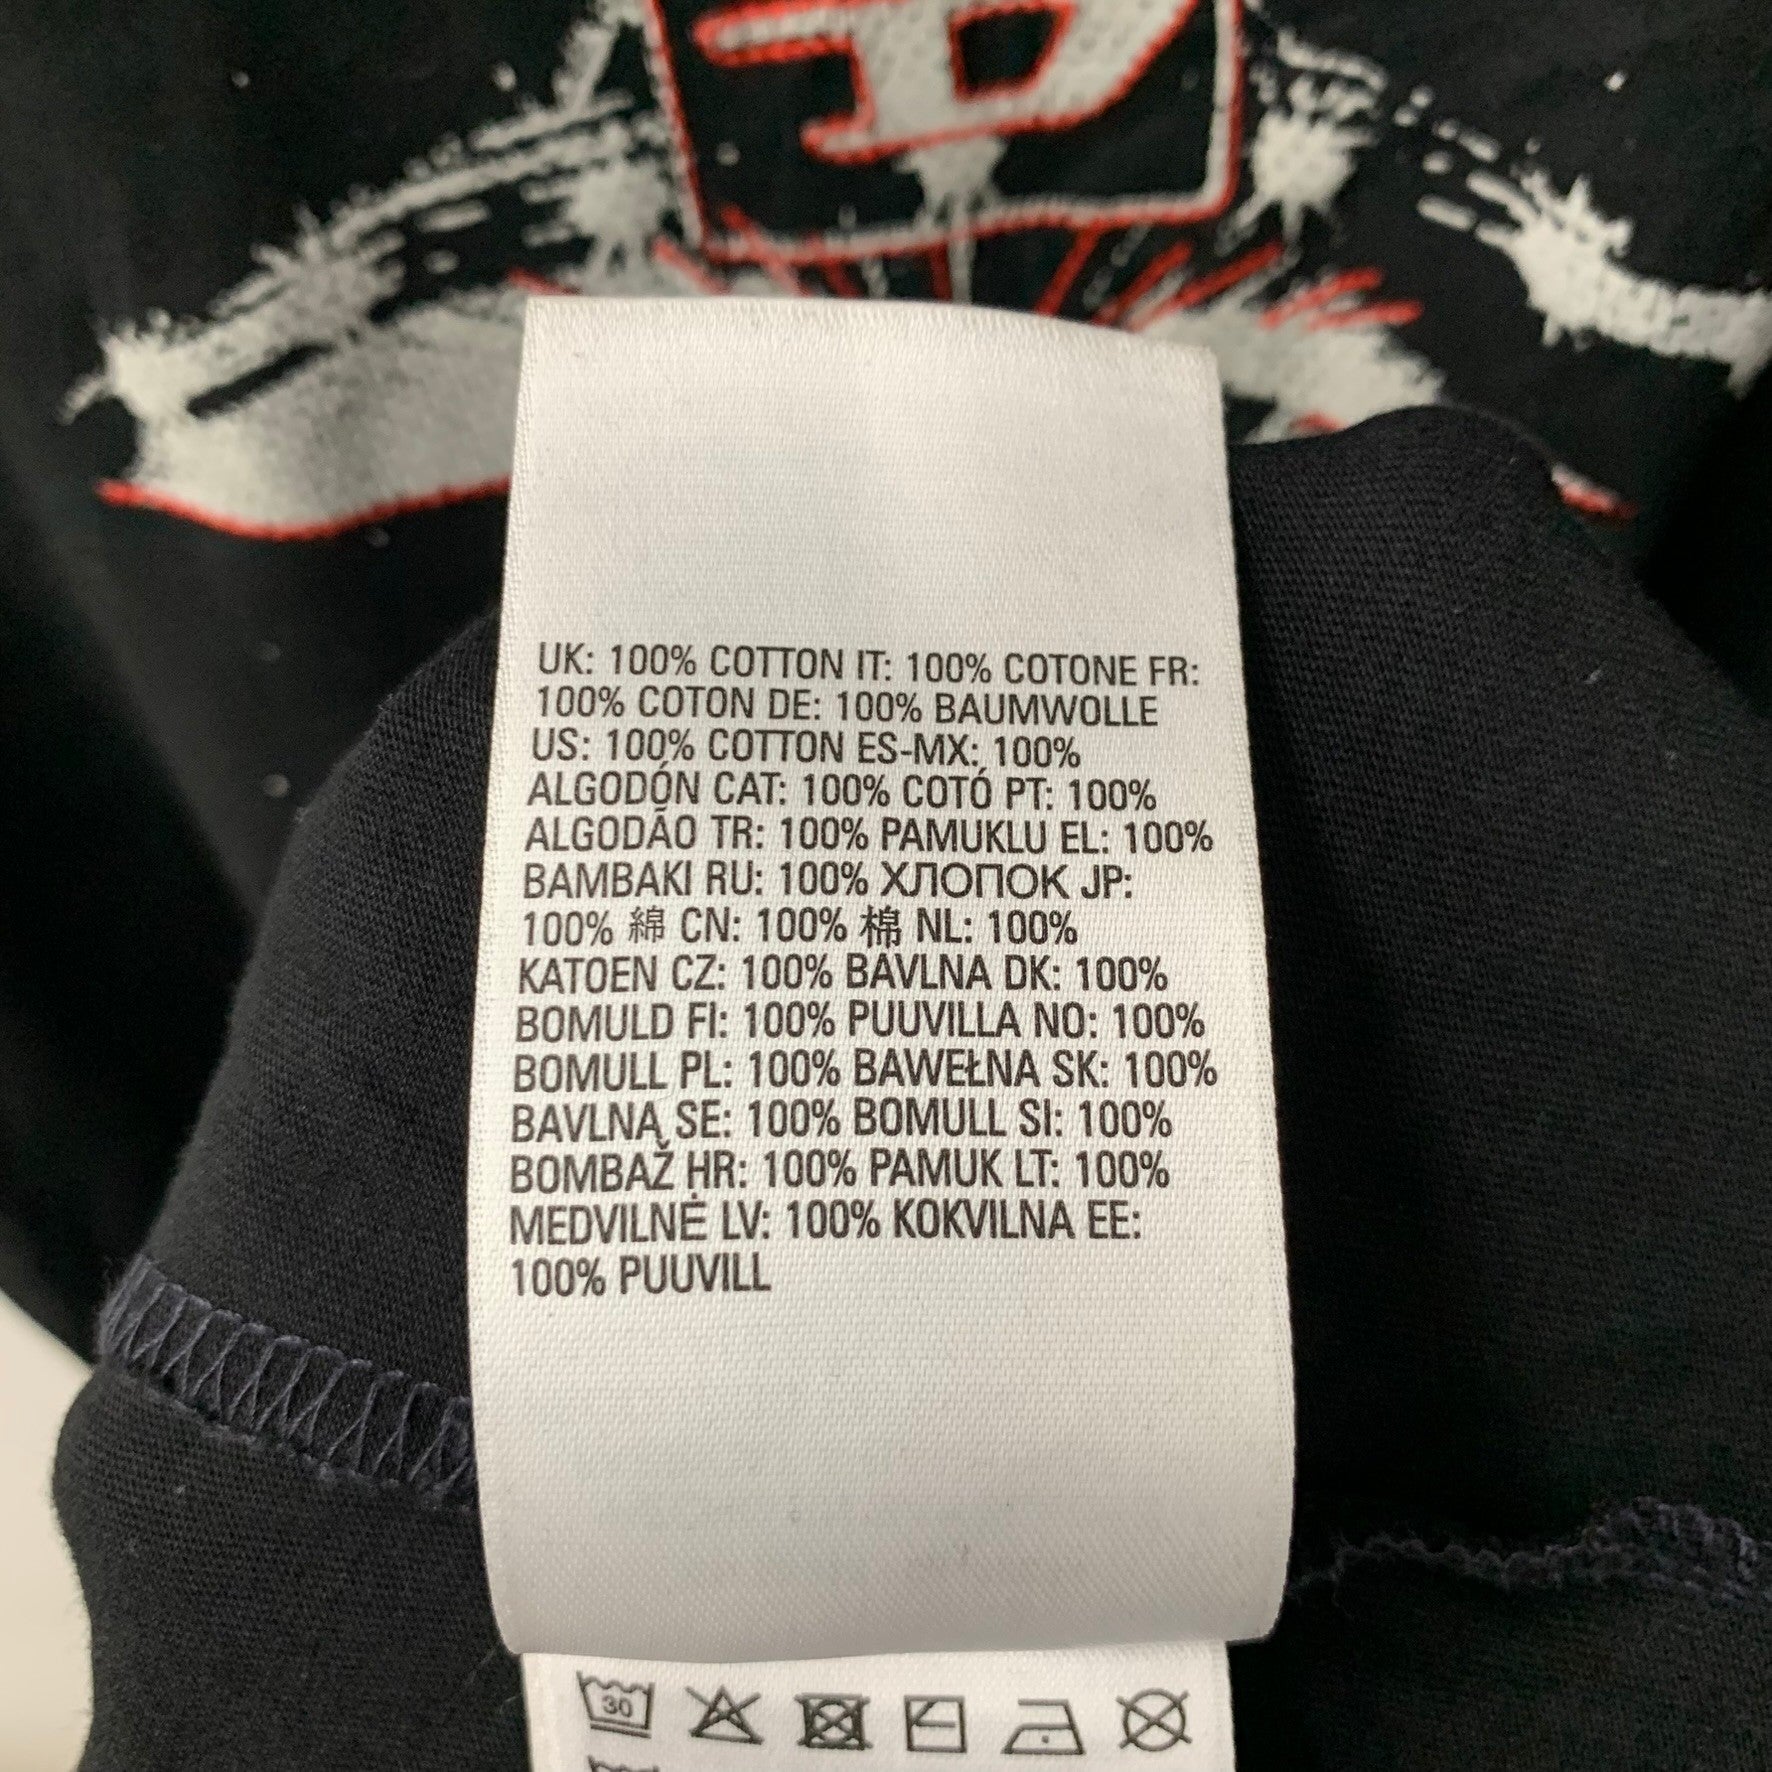 D
UK: 100% COTTON IT: 100% COTONE FR:
100% COTON DE: 100% BAUMWOLLE
US: 100% COTTON ES-MX: 100%
ALGODÓN CAT: 100% COTÓ PT: 100%
ALGODÃO TR: 100% PAMUKLU EL: 100%
BAMBAKI RU: 100% ХЛОПОК JP:
100% 綿 CN: 100% 棉 NL: 100%
KATOEN CZ: 100% BAVLNA DK: 100%
BOMULD FI: 100% PUUVILLA NO: 100%
BOMULL PL: 100% BAWEŁNA SK: 100%
BAVLNĄ SE: 100% BOMULL SI: 100%
BOMBAŽ HR: 100% PAMUK LT: 100%
MEDVILNĖ LV: 100% KOKVILNA EE:
100% PUUVILL
30